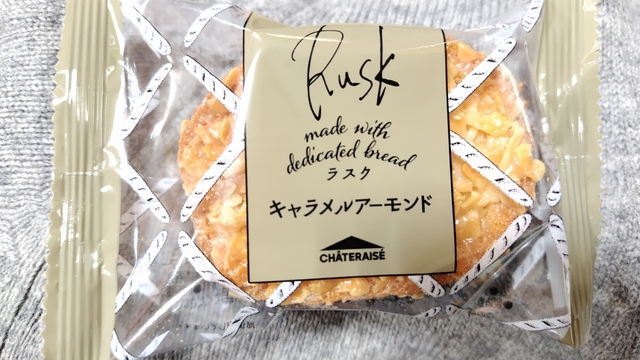 Rusk
made with
dedicated bread
ラスク
キャラメルアーモンド
CHÂTERAISÉ